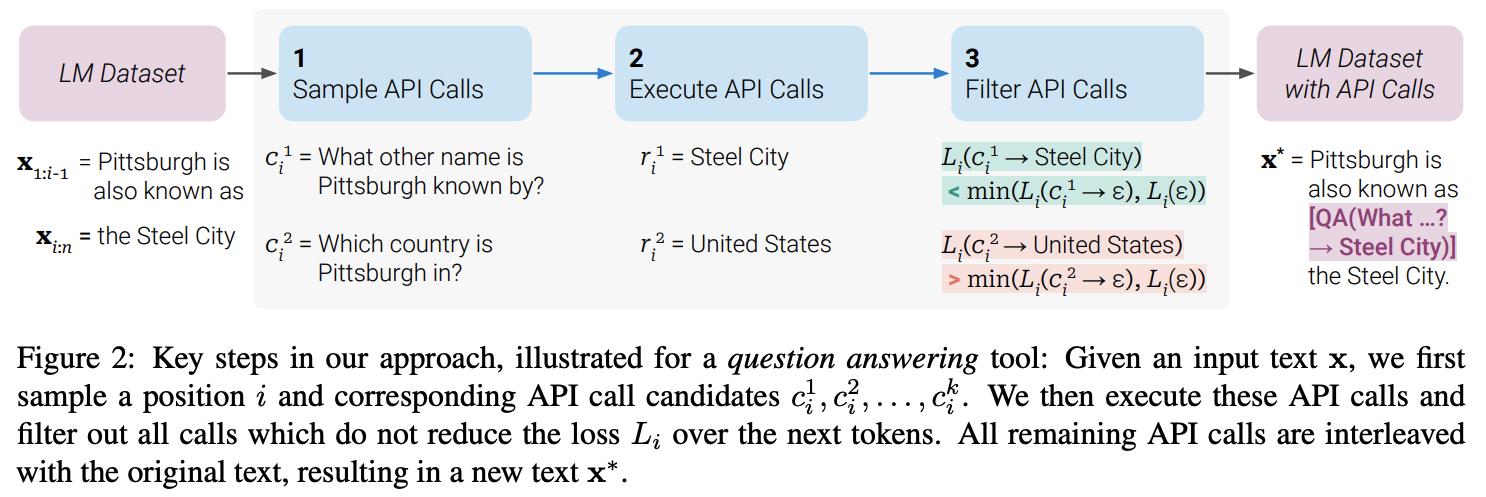 LM Dataset
1
Sample API Calls
2
Execute API Calls
3
Filter API Calls
LM Dataset
with API Calls
x1:i-1 = Pittsburgh is
also known as
xi:n = the Steel City
ci1 = What other name is
Pittsburgh known by?
ci2 = Which country is
Pittsburgh in?
ri1 = Steel City
ri2 = United States
Li(ci1 → Steel City)
< min(Li(ci1 → ε), Li(ε))
Li(ci2 → United States)
> min(Li(ci2 → ε), Li(ε))
x* = Pittsburgh is
also known as
[QA(What ...?
→ Steel City)]
the Steel City.
Figure 2: Key steps in our approach, illustrated for a question answering tool: Given an input text x, we first
sample a position i and corresponding API call candidates ci1, ci2, . . . , cik. We then execute these API calls and
filter out all calls which do not reduce the loss Li over the next tokens. All remaining API calls are interleaved
with the original text, resulting in a new text x*.